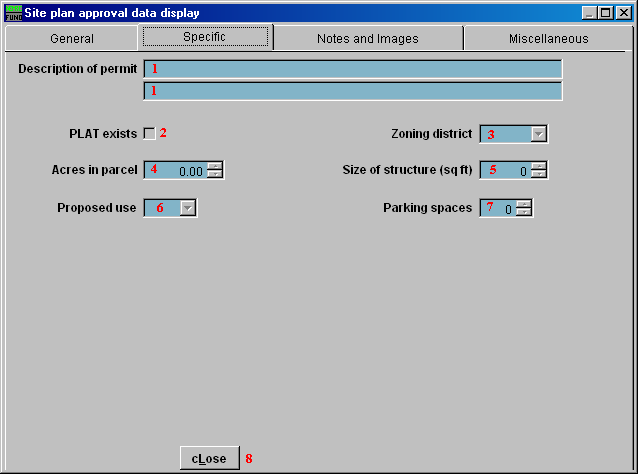 Site plan approval data display
General Specific Notes and Images Miscellaneous
Description of permit 1
1
PLAT exists 2 Zoning district 3
Acres in parcel 4 0.00 Size of structure (sq ft) 5 0
Proposed use 6 Parking spaces 7 0
cLose 8